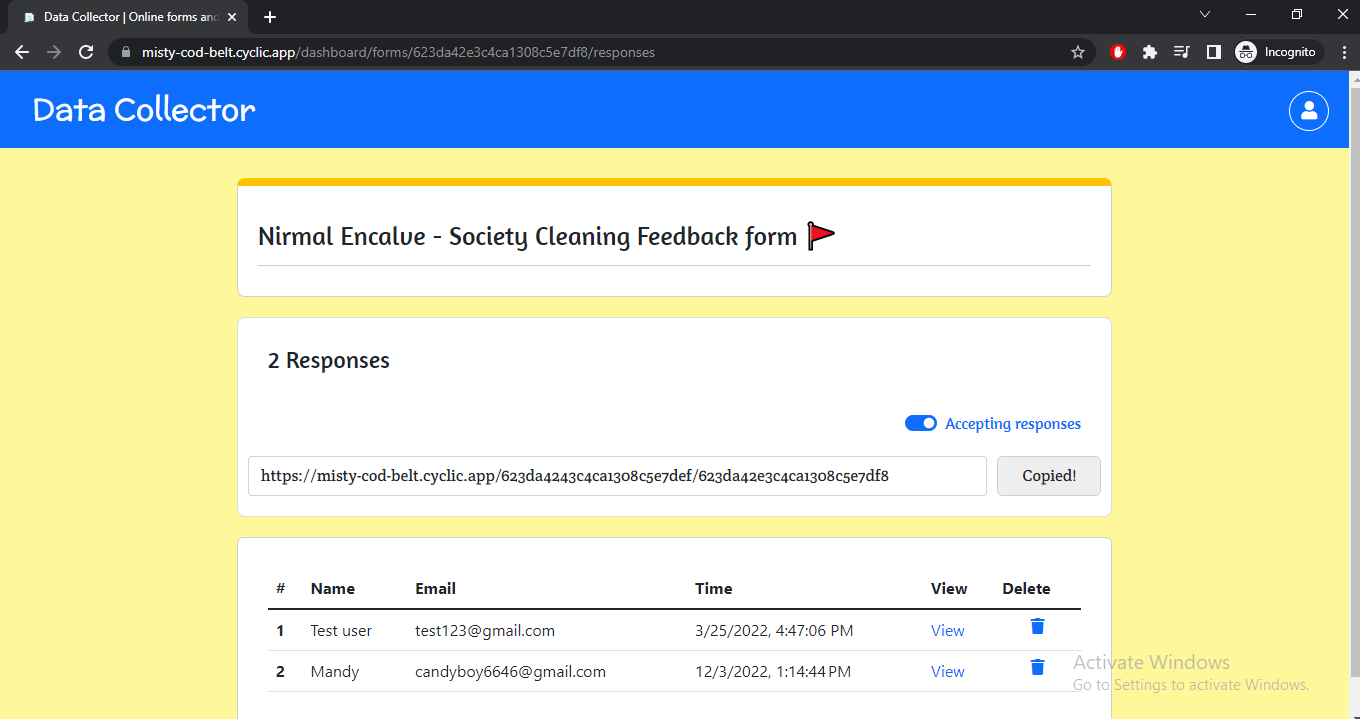 Data Collector | Online forms and
misty-cod-belt.cyclic.app/dashboard/forms/623da42e3c4ca1308c5e7df8/responses
Incognito
Data Collector
Nirmal Encalve - Society Cleaning Feedback form
2 Responses
Accepting responses
https://misty-cod-belt.cyclic.app/623da4243c4ca1308c5e7def/623da42e3c4ca1308c5e7df8 Copied!
# Name Email Time View Delete
1 Test user test123@gmail.com 3/25/2022, 4:47:06 PM View
2 Mandy candyboy6646@gmail.com 12/3/2022, 1:14:44 PM View
Activate Windows
Go to Settings to activate Windows.